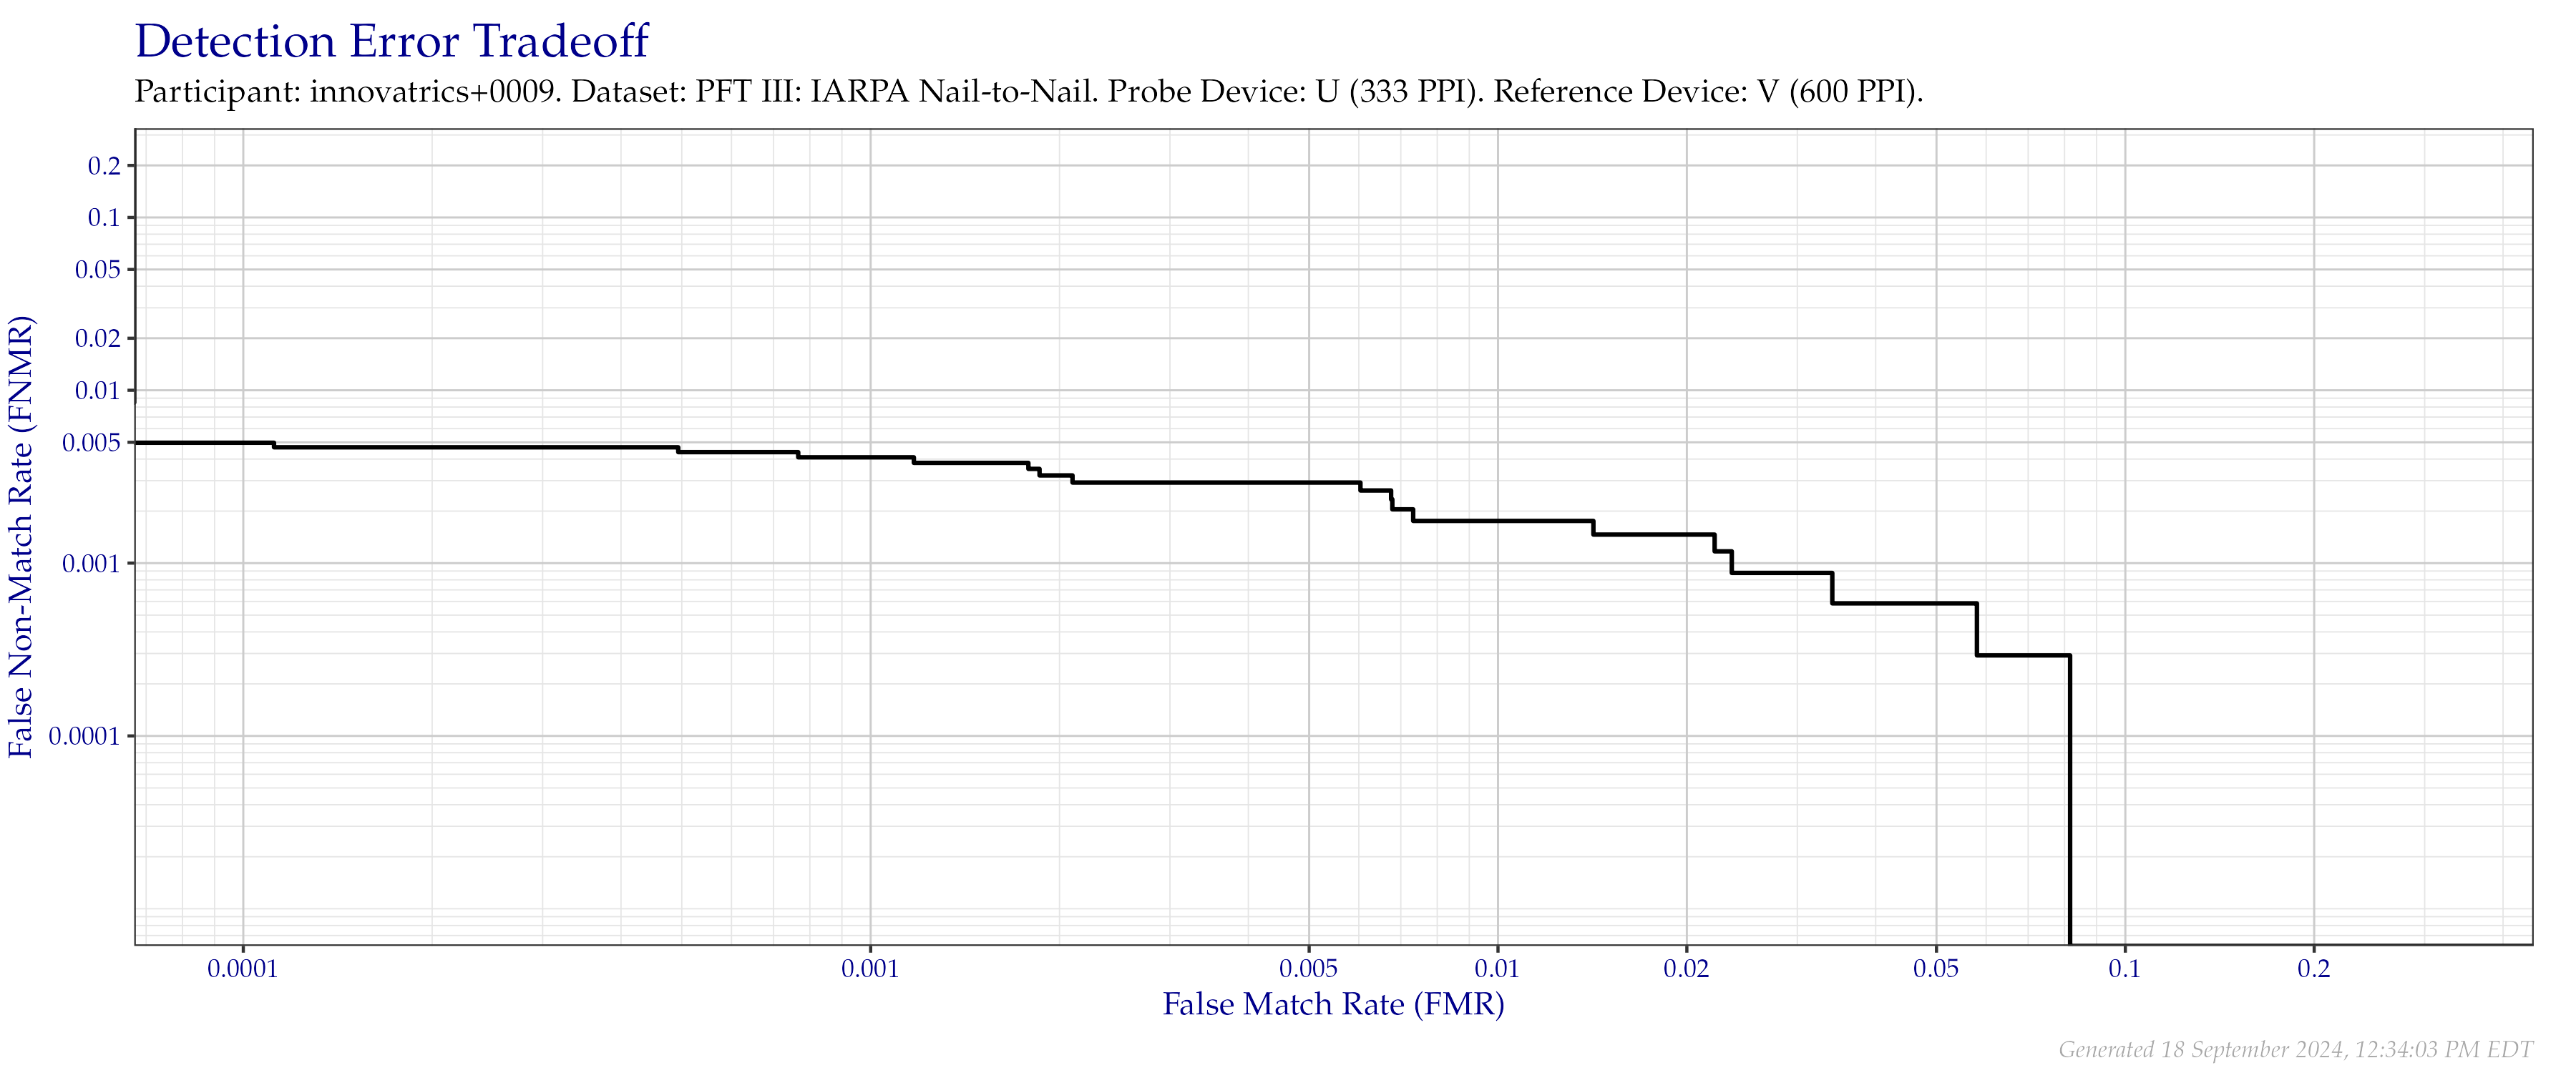 Detection Error Tradeoff
Participant: innovatrics+0009. Dataset: PFT III: IARPA Nail-to-Nail. Probe Device: U (333 PPI). Reference Device: V (600 PPI).
False Non-Match Rate (FNMR)
0.2
0.1
0.05
0.02
0.01
0.005
0.001
0.0001
0.0001 0.001 0.005 0.01 0.02 0.05 0.1 0.2
False Match Rate (FMR)
Generated 18 September 2024, 12:34:03 PM EDT